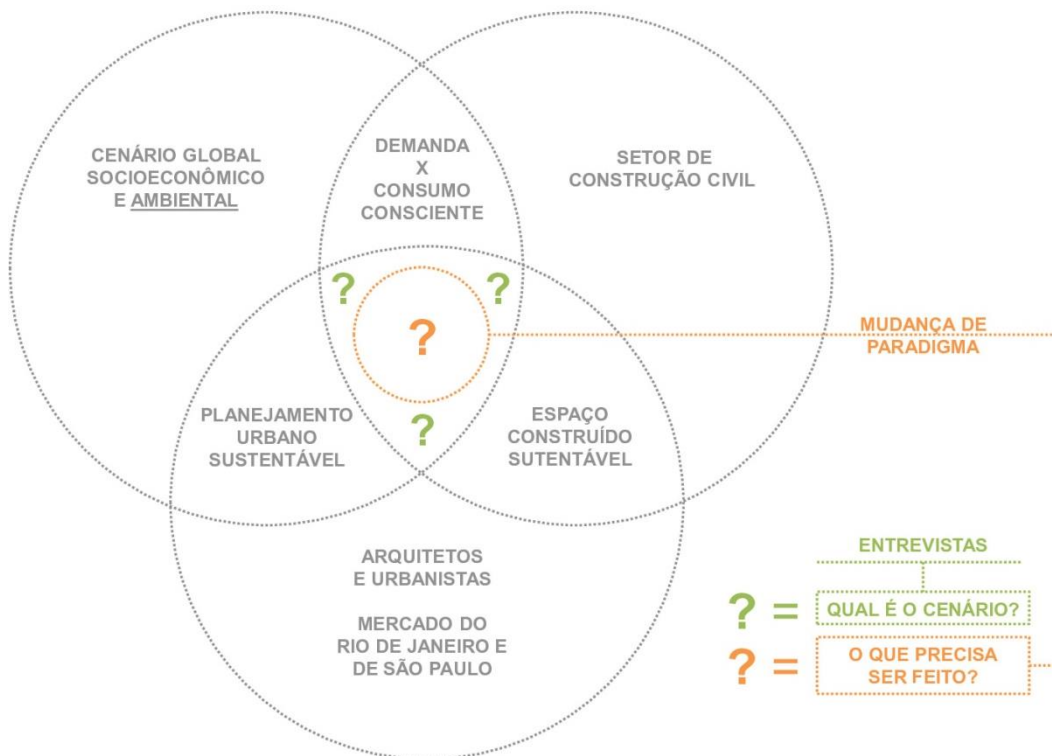 CENÁRIO GLOBAL
SOCIOECONÔMICO
E AMBIENTAL
DEMANDA
X
CONSUMO
CONSCIENTE
SETOR DE
CONSTRUÇÃO CIVIL
?
?
?
MUDANÇA DE
PARADIGMA
PLANEJAMENTO
URBANO
SUSTENTÁVEL
?
ESPAÇO
CONSTRUÍDO
SUTENTÁVEL
ARQUITETOS
E URBANISTAS
MERCADO DO
RIO DE JANEIRO E
DE SÃO PAULO
ENTREVISTAS
? = QUAL É O CENÁRIO?
? = O QUE PRECISA
SER FEITO?